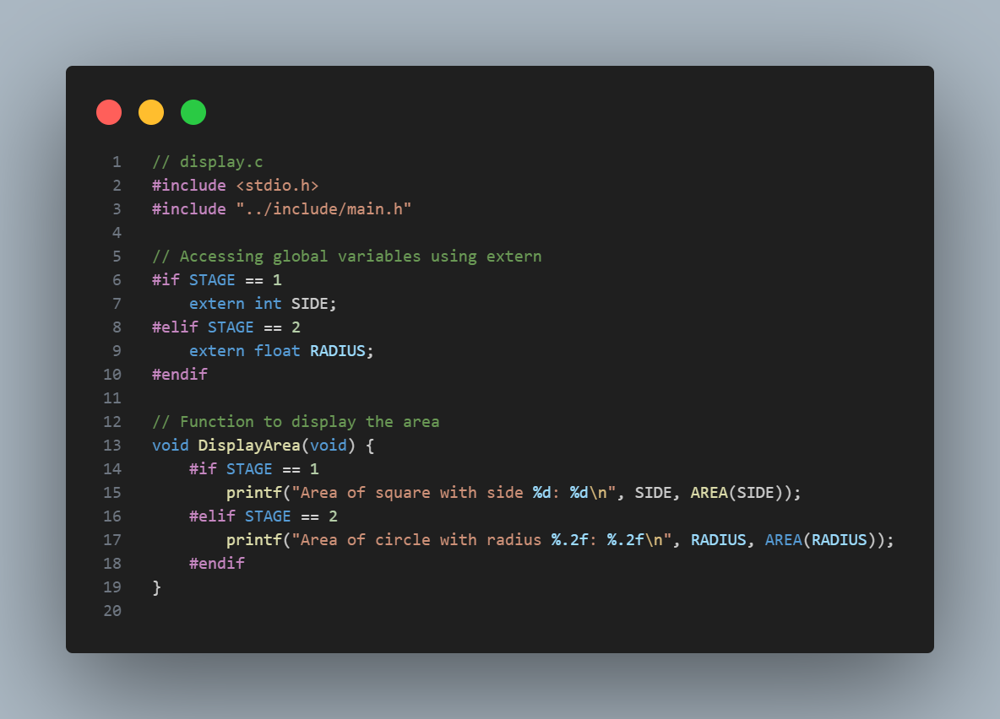 1 // display.c
2 #include <stdio.h>
3 #include "../include/main.h"
4
5 // Accessing global variables using extern
6 #if STAGE == 1
7     extern int SIDE;
8 #elif STAGE == 2
9     extern float RADIUS;
10 #endif
11
12 // Function to display the area
13 void DisplayArea(void) {
14     #if STAGE == 1
15         printf("Area of square with side %d: %d\n", SIDE, AREA(SIDE));
16     #elif STAGE == 2
17         printf("Area of circle with radius %.2f: %.2f\n", RADIUS, AREA(RADIUS));
18     #endif
19 }
20